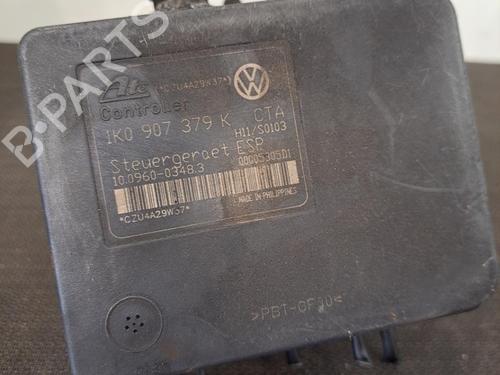 B-PARTS
Ate
(*CZU4A29W37*)
Controller
1K0 907 379 K CTA
H11/S0103
Steuergeraet ESP
10.0960-0348.3
00005305D1
*CZU4A29W37*
MADE IN PHILIPPINES
>PBT-GF30<